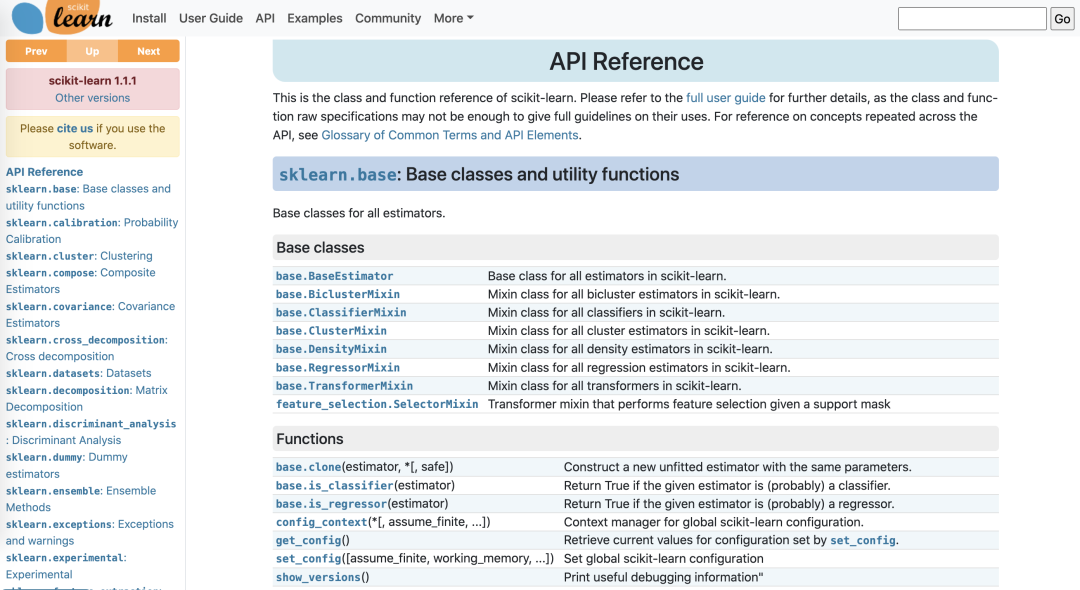 scikit
learn
Install User Guide API Examples Community More
Go
Prev Up Next
scikit-learn 1.1.1
Other versions
Please cite us if you use the
software.
API Reference
sklearn.base: Base classes and
utility functions
sklearn.calibration: Probability
Calibration
sklearn.cluster: Clustering
sklearn.compose: Composite
Estimators
sklearn.covariance: Covariance
Estimators
sklearn.cross_decomposition:
Cross decomposition
sklearn.datasets: Datasets
sklearn.decomposition: Matrix
Decomposition
sklearn.discriminant_analysis
: Discriminant Analysis
sklearn.dummy: Dummy
estimators
sklearn.ensemble: Ensemble
Methods
sklearn.exceptions: Exceptions
and warnings
sklearn.experimental:
Experimental
API Reference
This is the class and function reference of scikit-learn. Please refer to the full user guide for further details, as the class and func-
tion raw specifications may not be enough to give full guidelines on their uses. For reference on concepts repeated across the
API, see Glossary of Common Terms and API Elements.
sklearn.base: Base classes and utility functions
Base classes for all estimators.
Base classes
base.BaseEstimator Base class for all estimators in scikit-learn.
base.BiclusterMixin Mixin class for all bicluster estimators in scikit-learn.
base.ClassifierMixin Mixin class for all classifiers in scikit-learn.
base.ClusterMixin Mixin class for all cluster estimators in scikit-learn.
base.DensityMixin Mixin class for all density estimators in scikit-learn.
base.RegressorMixin Mixin class for all regression estimators in scikit-learn.
base.TransformerMixin Mixin class for all transformers in scikit-learn.
feature_selection.SelectorMixin Transformer mixin that performs feature selection given a support mask
Functions
base.clone(estimator, *[, safe]) Construct a new unfitted estimator with the same parameters.
base.is_classifier(estimator) Return True if the given estimator is (probably) a classifier.
base.is_regressor(estimator) Return True if the given estimator is (probably) a regressor.
config_context(*[, assume_finite, ...]) Context manager for global scikit-learn configuration.
get_config() Retrieve current values for configuration set by set_config.
set_config([assume_finite, working_memory, ...]) Set global scikit-learn configuration
show_versions() Print useful debugging information"